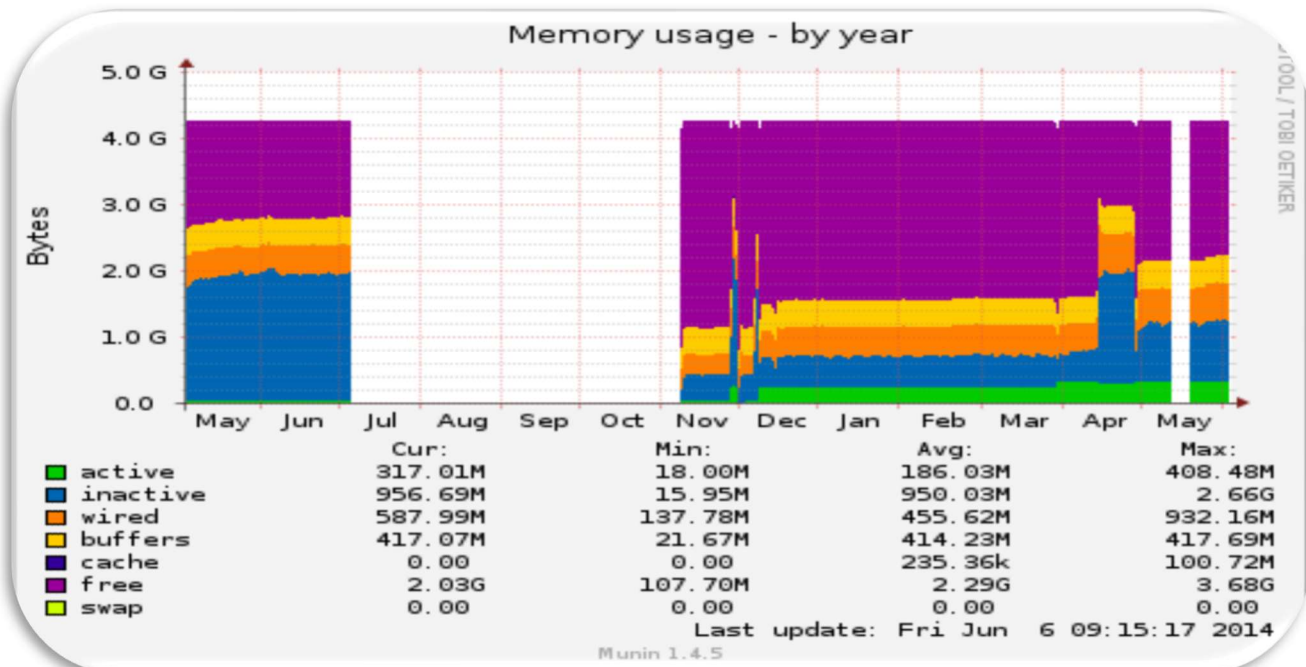 Memory usage - by year
TOOL / TOBI OETIKER
Bytes
5.0 G
4.0 G
3.0 G
2.0 G
1.0 G
0.0
May Jun Jul Aug Sep Oct Nov Dec Jan Feb Mar Apr May
Cur: Min: Avg: Max:
active 317.01M 18.00M 186.03M 408.48M
inactive 956.69M 15.95M 950.03M 2.66G
wired 587.99M 137.78M 455.62M 932.16M
buffers 417.07M 21.67M 414.23M 417.69M
cache 0.00 0.00 235.36k 100.72M
free 2.03G 107.70M 2.29G 3.68G
swap 0.00 0.00 0.00 0.00
Last update: Fri Jun 6 09:15:17 2014
Munin 1.4.5